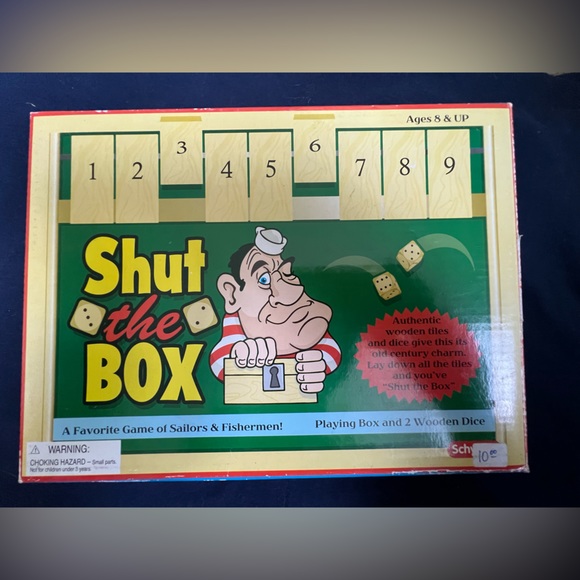 Ages 8 & UP
1 2 3 4 5 6 7 8 9
Shut
the
BOX
Authentic
wooden tiles
and dice give this its
old century charm.
Lay down all the tiles
and you've
"Shut the Box"
A Favorite Game of Sailors & Fishermen!
Playing Box and 2 Wooden Dice
WARNING:
CHOKING HAZARD – Small parts.
Not for children under 3 years.
Schy
10.00